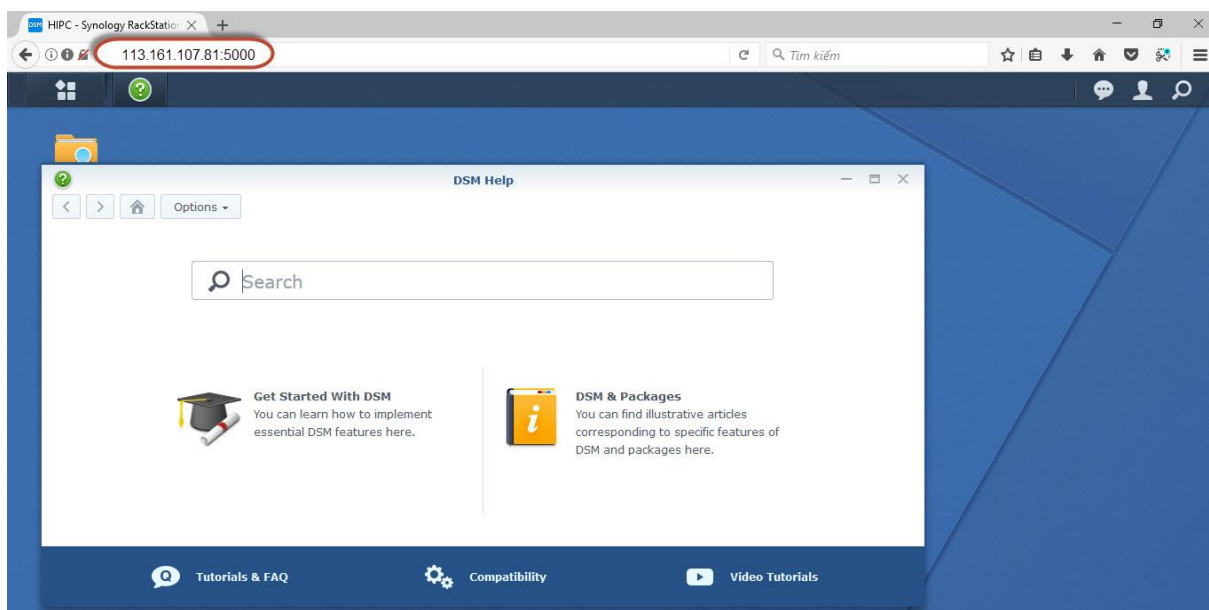 HIPC - Synology RackStation
113.161.107.81:5000
Tìm kiếm
DSM Help
Options
Search
Get Started With DSM
You can learn how to implement
essential DSM features here.
DSM & Packages
You can find illustrative articles
corresponding to specific features of
DSM and packages here.
Tutorials & FAQ
Compatibility
Video Tutorials